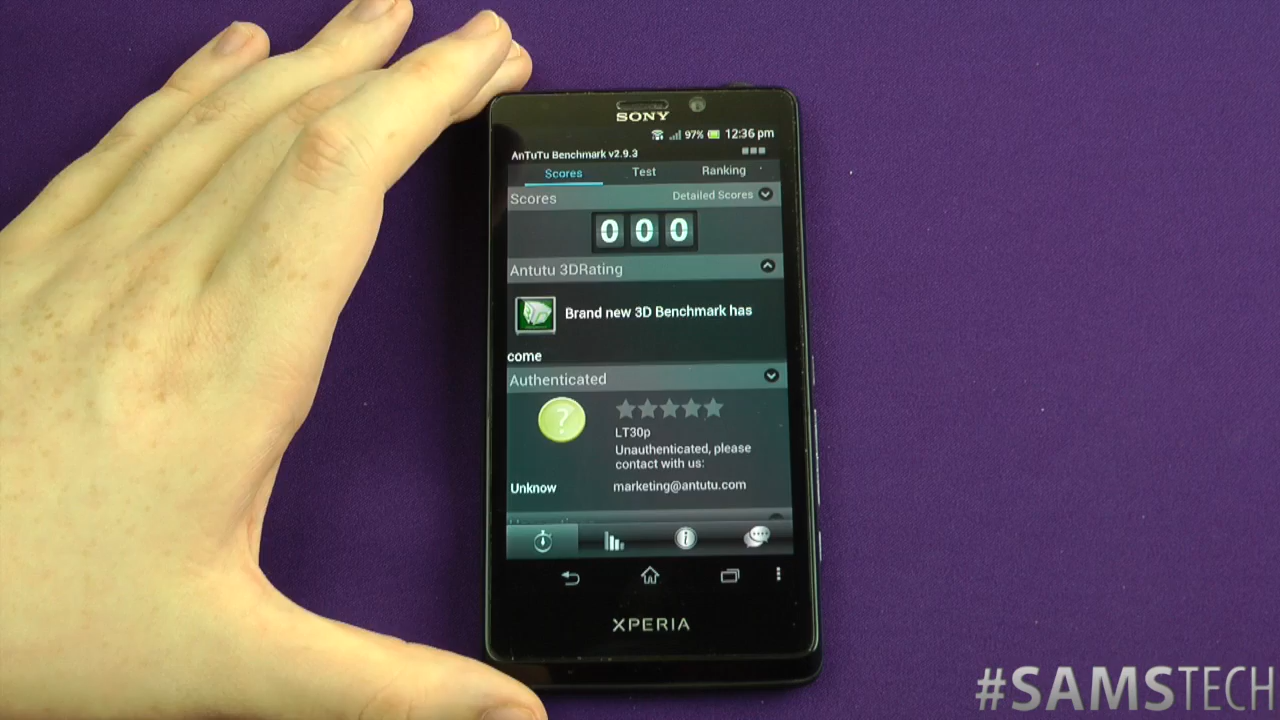 SONY
97% 12:36 pm
AnTuTu Benchmark v2.9.3
Scores Test Ranking
Scores Detailed Scores
000
Antutu 3DRating
Brand new 3D Benchmark has
come
Authenticated
?
LT30p
Unauthenticated, please
contact with us:
Unknow marketing@antutu.com
XPERIA
#SAMSTECH